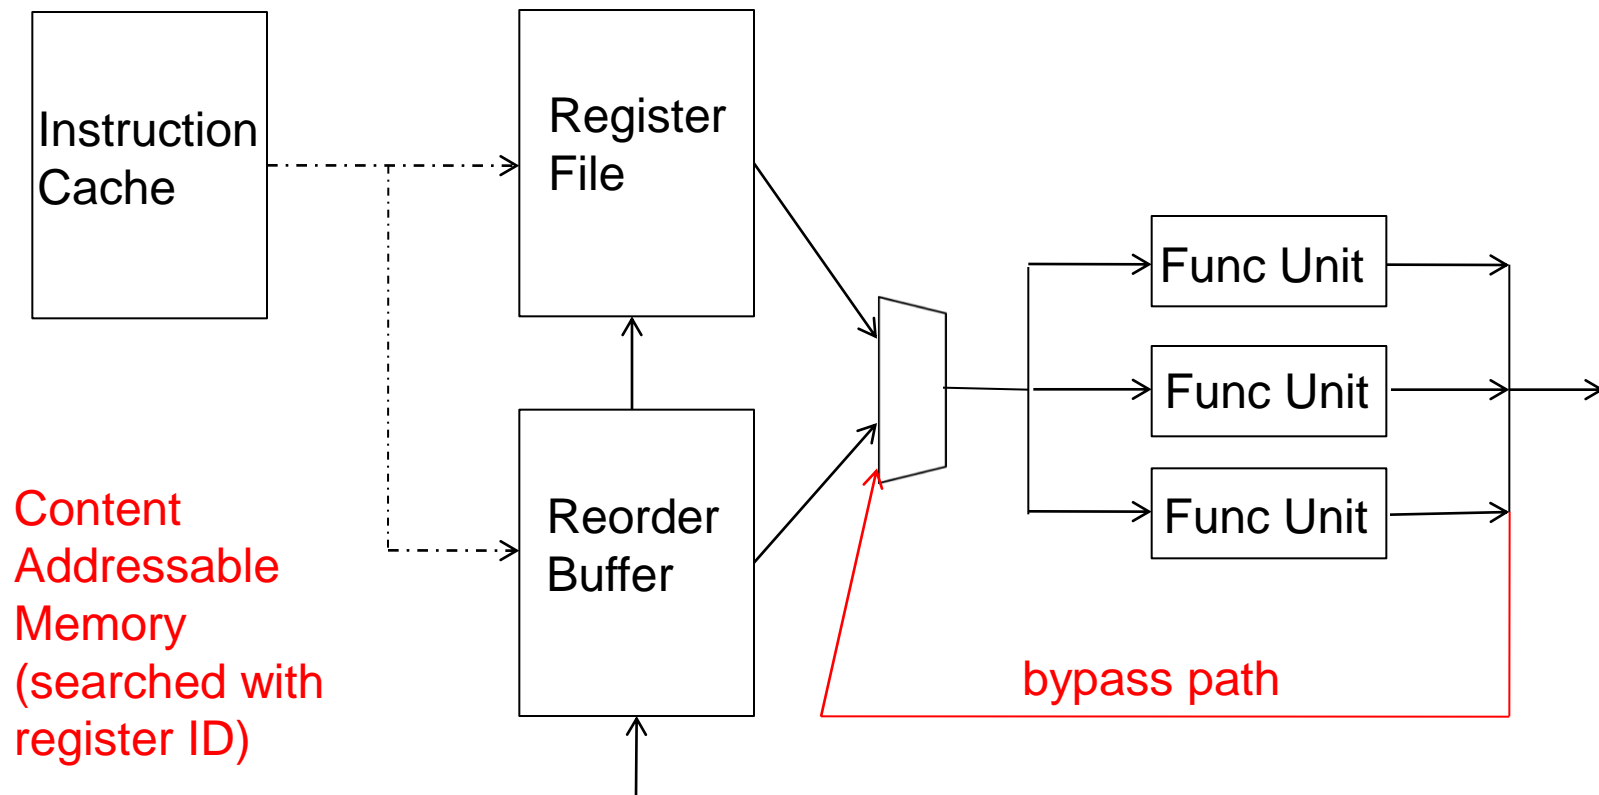 Instruction
Cache
Register
File
Func Unit
Func Unit
Func Unit
Reorder
Buffer
Content
Addressable
Memory
(searched with
register ID)
bypass path